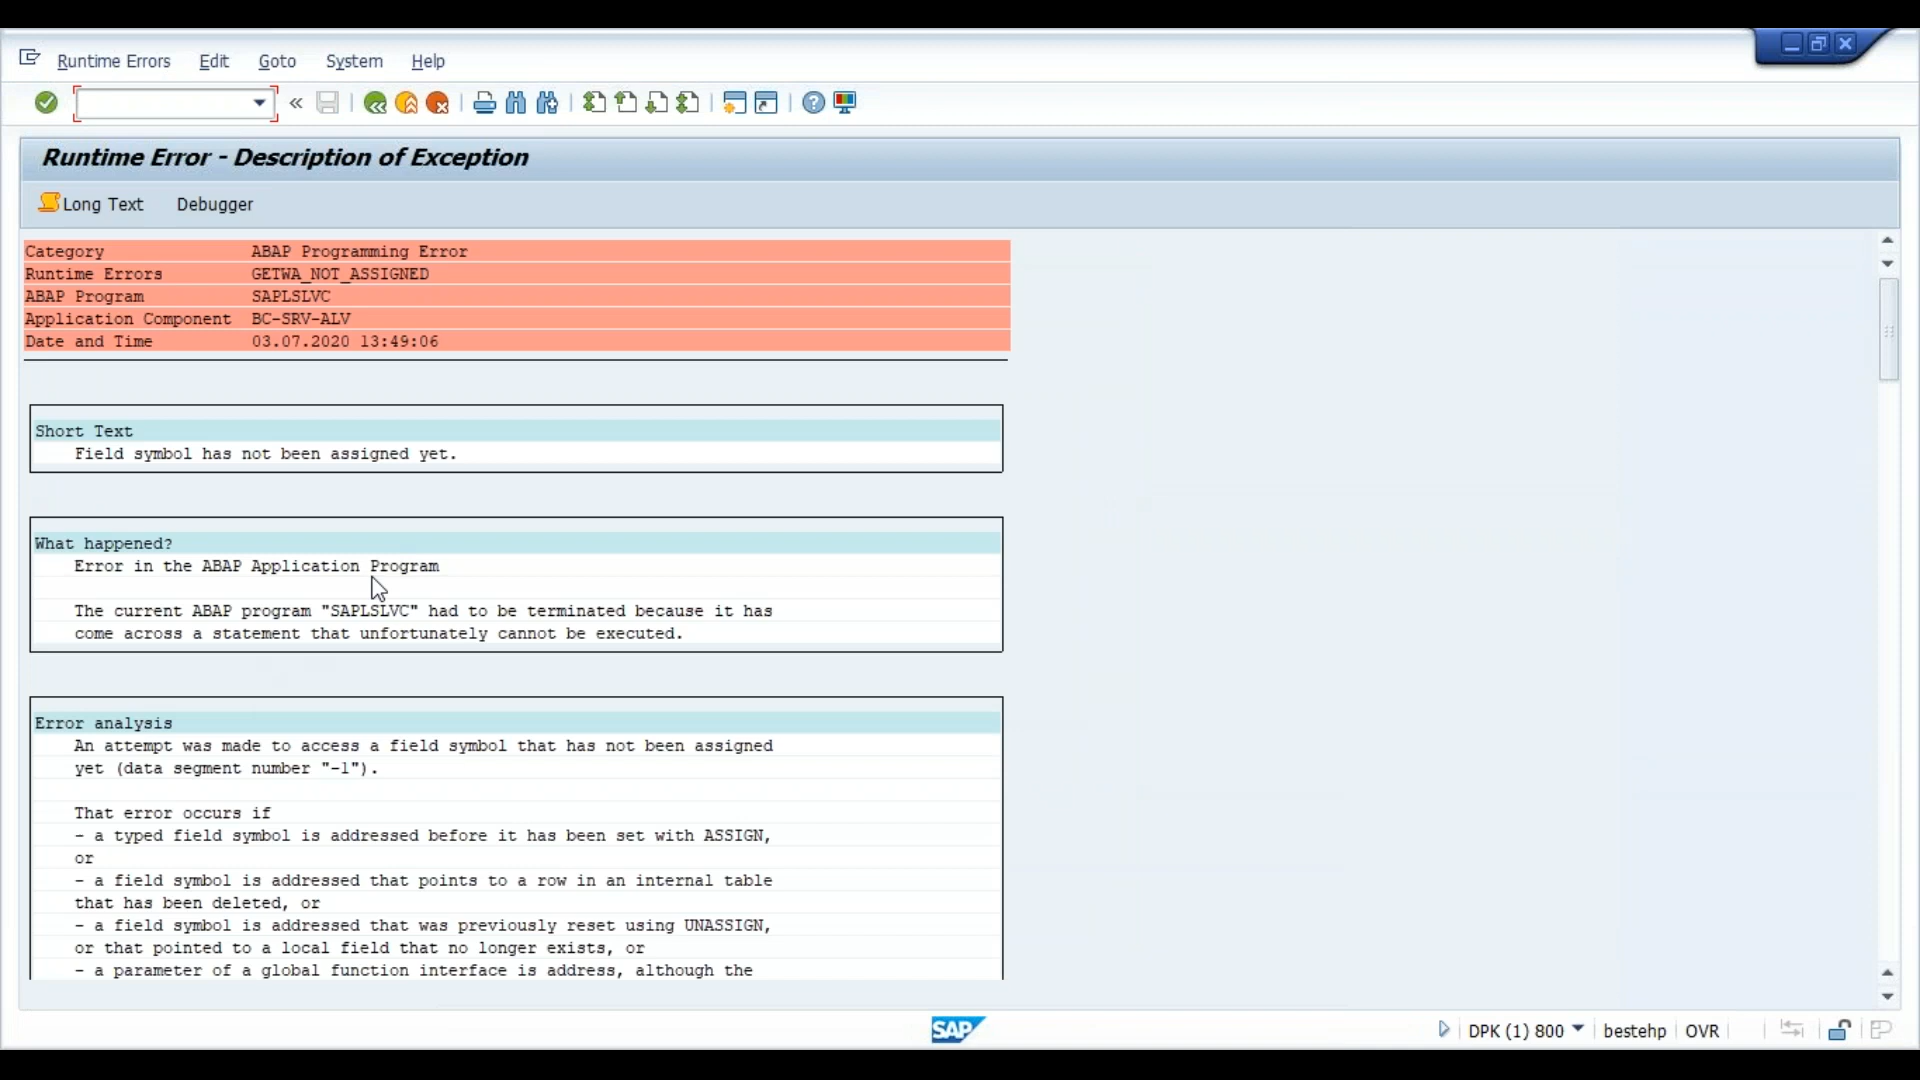 Runtime Errors Edit Goto System Help
Runtime Error - Description of Exception
Long Text Debugger
Category ABAP Programming Error
Runtime Errors GETWA_NOT_ASSIGNED
ABAP Program SAPLSLVC
Application Component BC-SRV-ALV
Date and Time 03.07.2020 13:49:06
Short Text
Field symbol has not been assigned yet.
What happened?
Error in the ABAP Application Program
The current ABAP program "SAPLSLVC" had to be terminated because it has
come across a statement that unfortunately cannot be executed.
Error analysis
An attempt was made to access a field symbol that has not been assigned
yet (data segment number "-1").
That error occurs if
- a typed field symbol is addressed before it has been set with ASSIGN,
or
- a field symbol is addressed that points to a row in an internal table
that has been deleted, or
- a field symbol is addressed that was previously reset using UNASSIGN,
or that pointed to a local field that no longer exists, or
- a parameter of a global function interface is address, although the
SAP DPK (1) 800 bestehp OVR